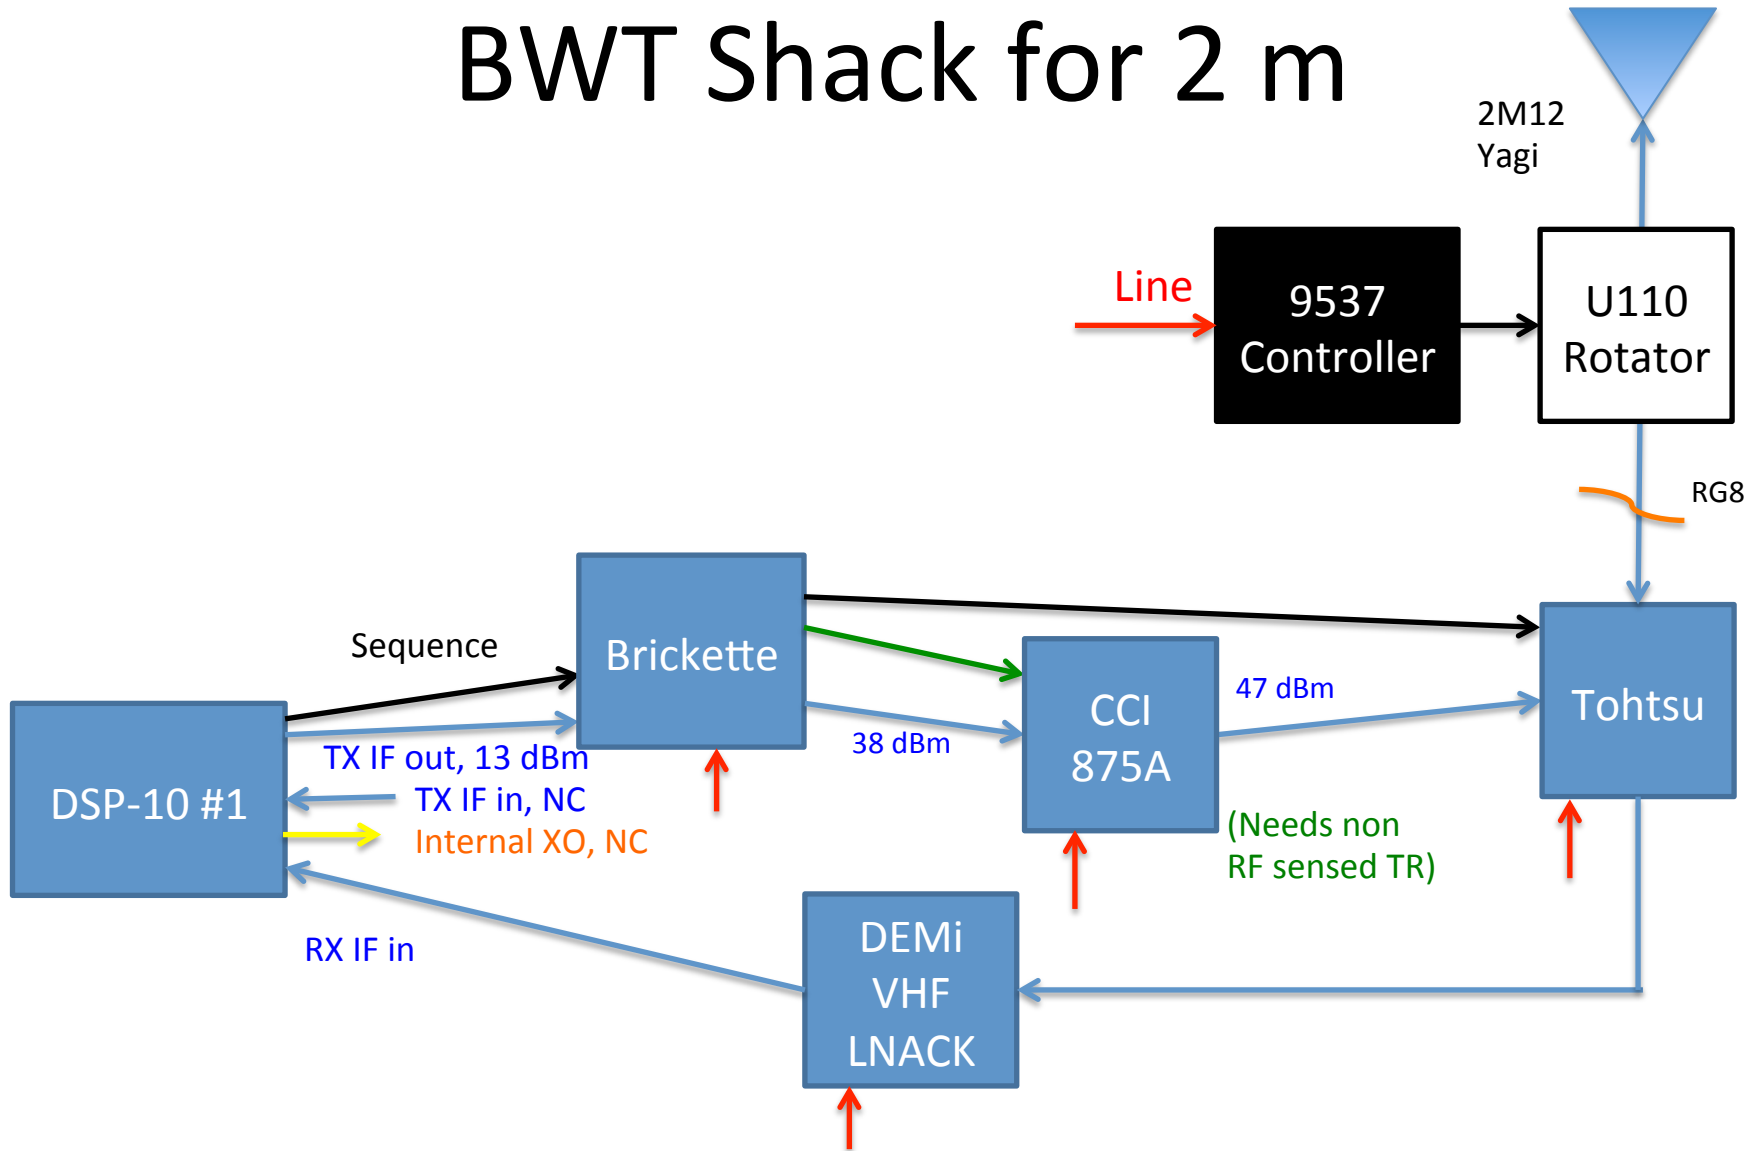 BWT Shack for 2 m
2M12
Yagi
Line
9537
Controller
U110
Rotator
RG8
Sequence
Brickette
TX IF out, 13 dBm
TX IF in, NC
Internal XO, NC
DSP-10 #1
38 dBm
CCI
875A
47 dBm
Tohtsu
(Needs non
RF sensed TR)
RX IF in
DEMi
VHF
LNACK